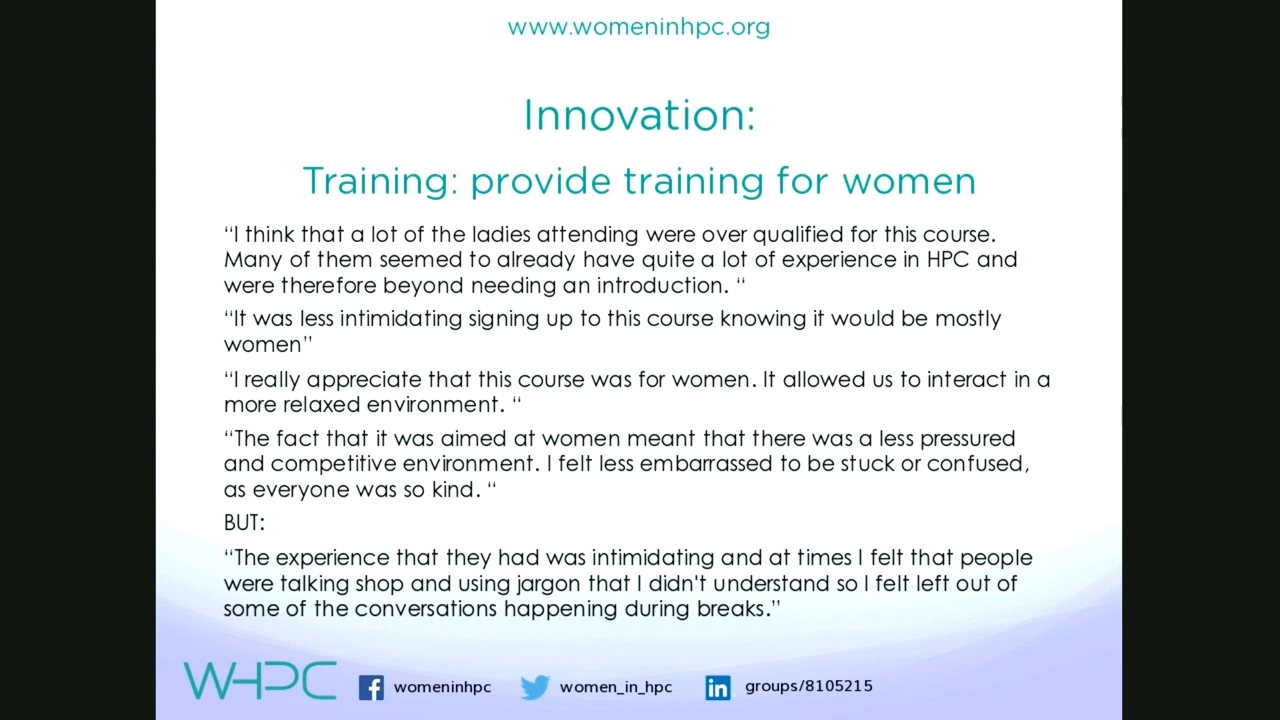 www.womeninhpc.org
Innovation:
Training: provide training for women
“I think that a lot of the ladies attending were over qualified for this course.
Many of them seemed to already have quite a lot of experience in HPC and
were therefore beyond needing an introduction. “
“It was less intimidating signing up to this course knowing it would be mostly
women”
“I really appreciate that this course was for women. It allowed us to interact in a
more relaxed environment. “
“The fact that it was aimed at women meant that there was a less pressured
and competitive environment. I felt less embarrassed to be stuck or confused,
as everyone was so kind. “
BUT:
“The experience that they had was intimidating and at times I felt that people
were talking shop and using jargon that I didn't understand so I felt left out of
some of the conversations happening during breaks.”
WHPC
womeninhpc
women_in_hpc
in
groups/8105215